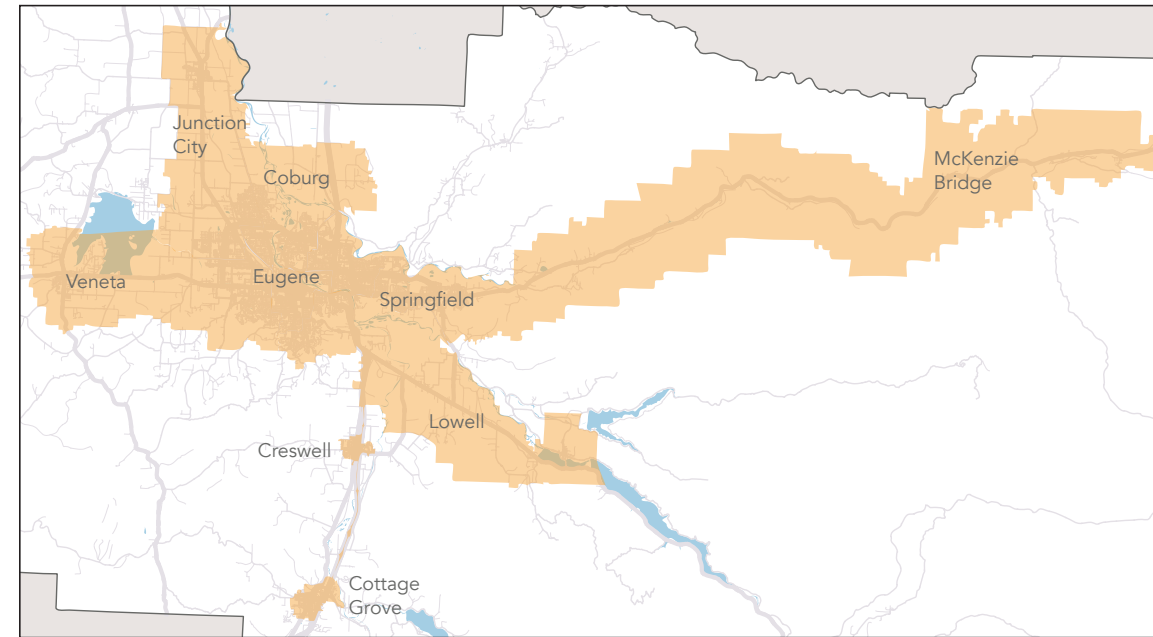 Junction
City
Coburg
McKenzie
Bridge
Veneta
Eugene
Springfield
Lowell
Creswell
Cottage
Grove